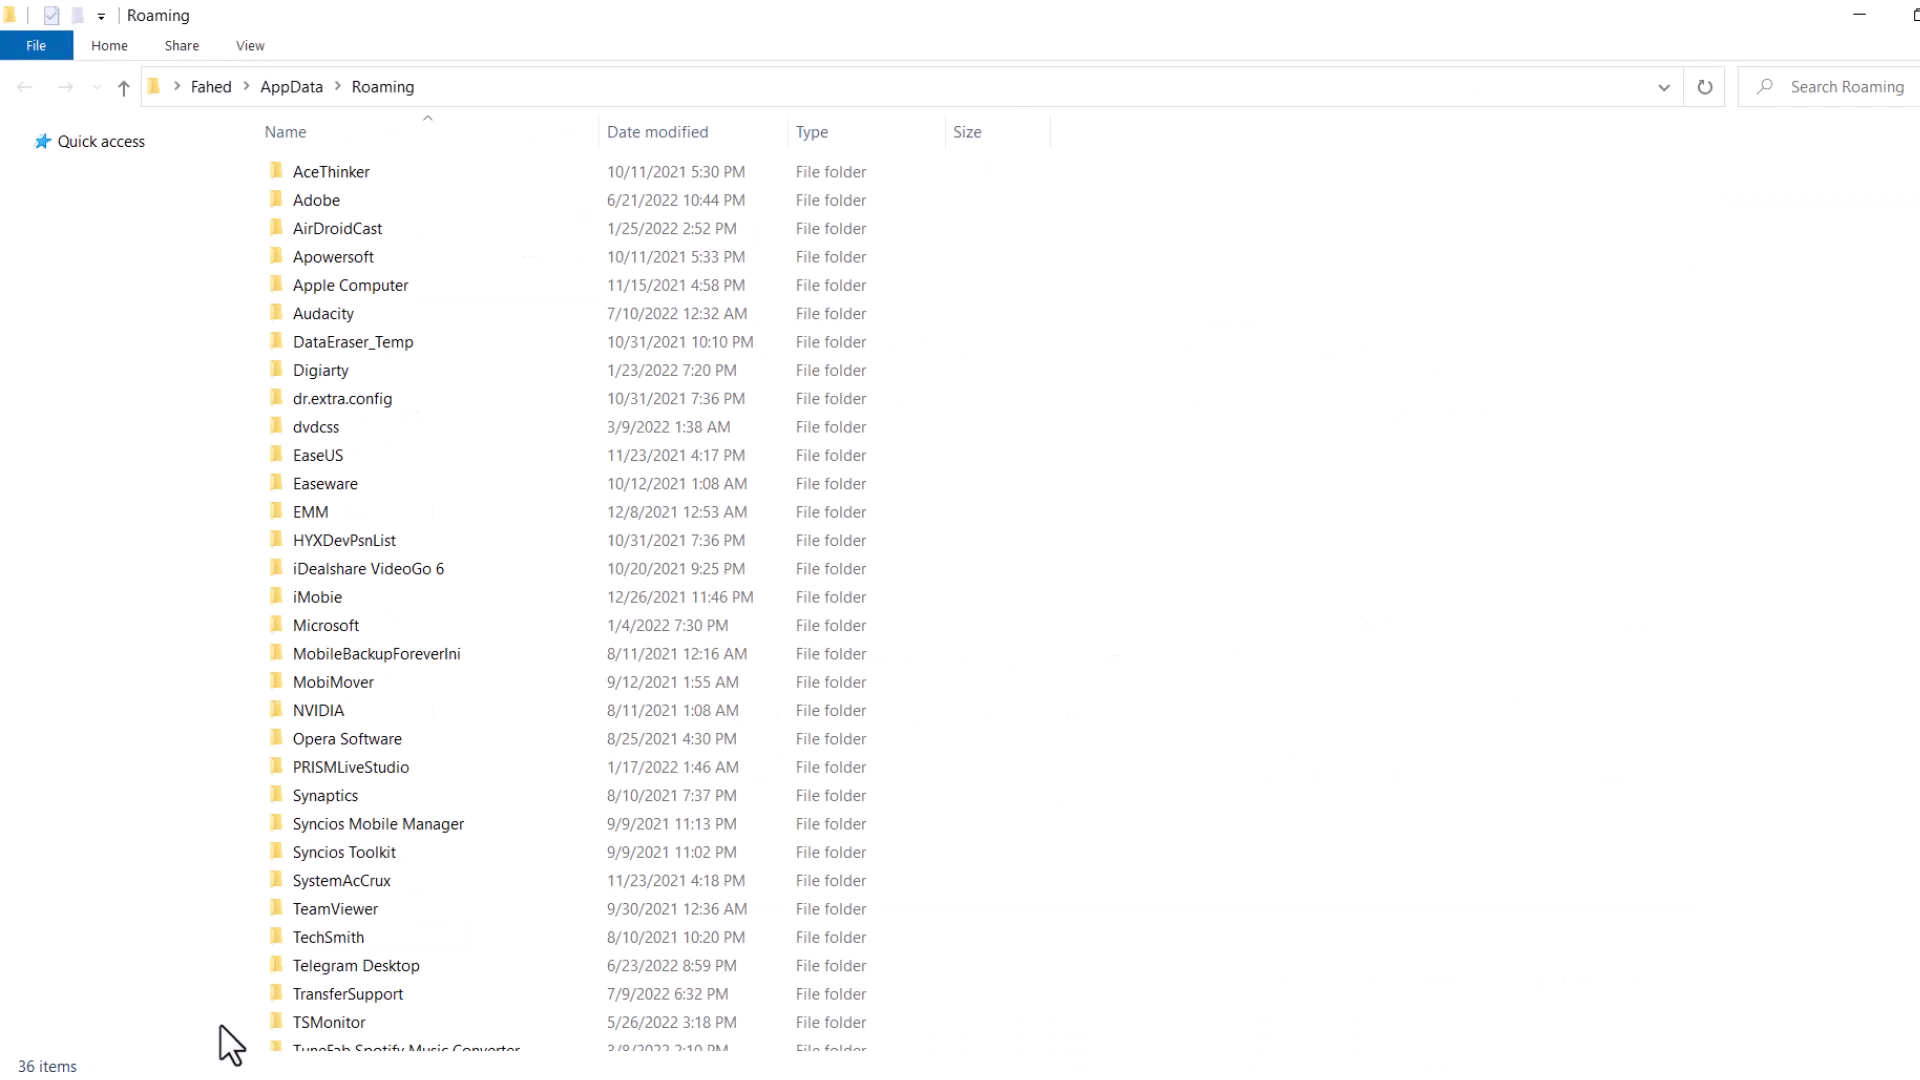 Roaming
File Home Share View
Fahed AppData Roaming Search Roaming
Quick access
Name Date modified Type Size
AceThinker 10/11/2021 5:30 PM File folder
Adobe 6/21/2022 10:44 PM File folder
AirDroidCast 1/25/2022 2:52 PM File folder
Apowersoft 10/11/2021 5:33 PM File folder
Apple Computer 11/15/2021 4:58 PM File folder
Audacity 7/10/2022 12:32 AM File folder
DataEraser_Temp 10/31/2021 10:10 PM File folder
Digiarty 1/23/2022 7:20 PM File folder
dr.extra.config 10/31/2021 7:36 PM File folder
dvdcss 3/9/2022 1:38 AM File folder
EaseUS 11/23/2021 4:17 PM File folder
Easeware 10/12/2021 1:08 AM File folder
EMM 12/8/2021 12:53 AM File folder
HYXDevPsnList 10/31/2021 7:36 PM File folder
iDealshare VideoGo 6 10/20/2021 9:25 PM File folder
iMobie 12/26/2021 11:46 PM File folder
Microsoft 1/4/2022 7:30 PM File folder
MobileBackupForeverIni 8/11/2021 12:16 AM File folder
MobiMover 9/12/2021 1:55 AM File folder
NVIDIA 8/11/2021 1:08 AM File folder
Opera Software 8/25/2021 4:30 PM File folder
PRISMLiveStudio 1/17/2022 1:46 AM File folder
Synaptics 8/10/2021 7:37 PM File folder
Syncios Mobile Manager 9/9/2021 11:13 PM File folder
Syncios Toolkit 9/9/2021 11:02 PM File folder
SystemAcCrux 11/23/2021 4:18 PM File folder
TeamViewer 9/30/2021 12:36 AM File folder
TechSmith 8/10/2021 10:20 PM File folder
Telegram Desktop 6/23/2022 8:59 PM File folder
TransferSupport 7/9/2022 6:32 PM File folder
TSMonitor 5/26/2022 3:18 PM File folder
TuneFab Spotify Music Converter 3/8/2022 2:10 PM File folder
36 items